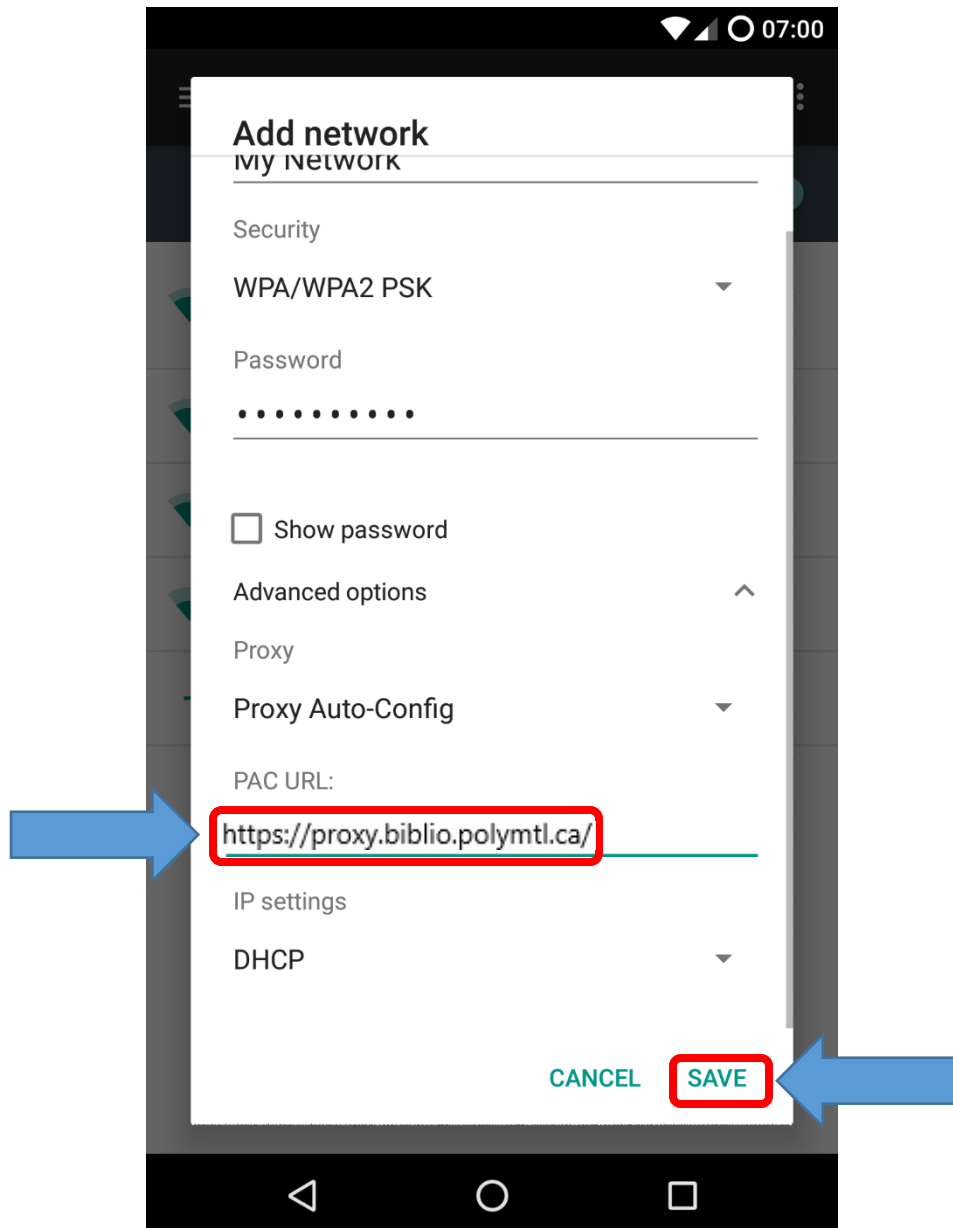 07:00
Add network
My Network
Security
WPA/WPA2 PSK
Password
••••••••••
Show password
Advanced options
Proxy
Proxy Auto-Config
PAC URL:
https://proxy.biblio.polymtl.ca/
IP settings
DHCP
CANCEL SAVE